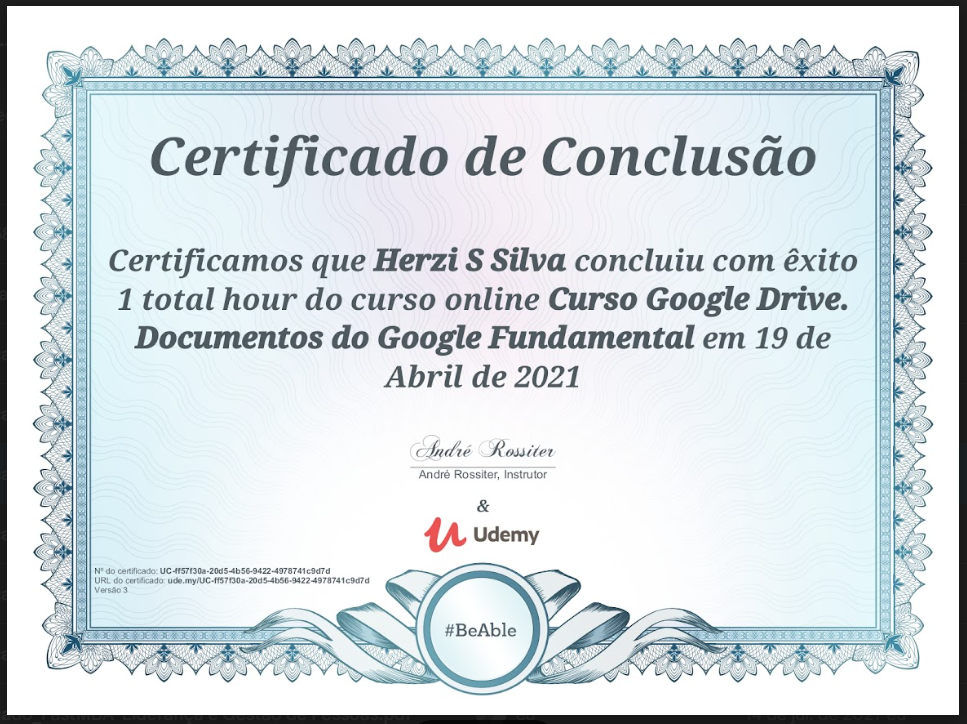 Certificado de Conclusão
Certificamos que Herzi S Silva concluiu com êxito
1 total hour do curso online Curso Google Drive.
Documentos do Google Fundamental em 19 de
Abril de 2021
André Rossiter
André Rossiter, Instrutor
&
Udemy
Nº do certificado: UC-ff57f30a-20d5-4b56-9422-4978741c9d7d
URL do certificado: ude.my/UC-ff57f30a-20d5-4b56-9422-4978741c9d7d
Versão 3
#BeAble